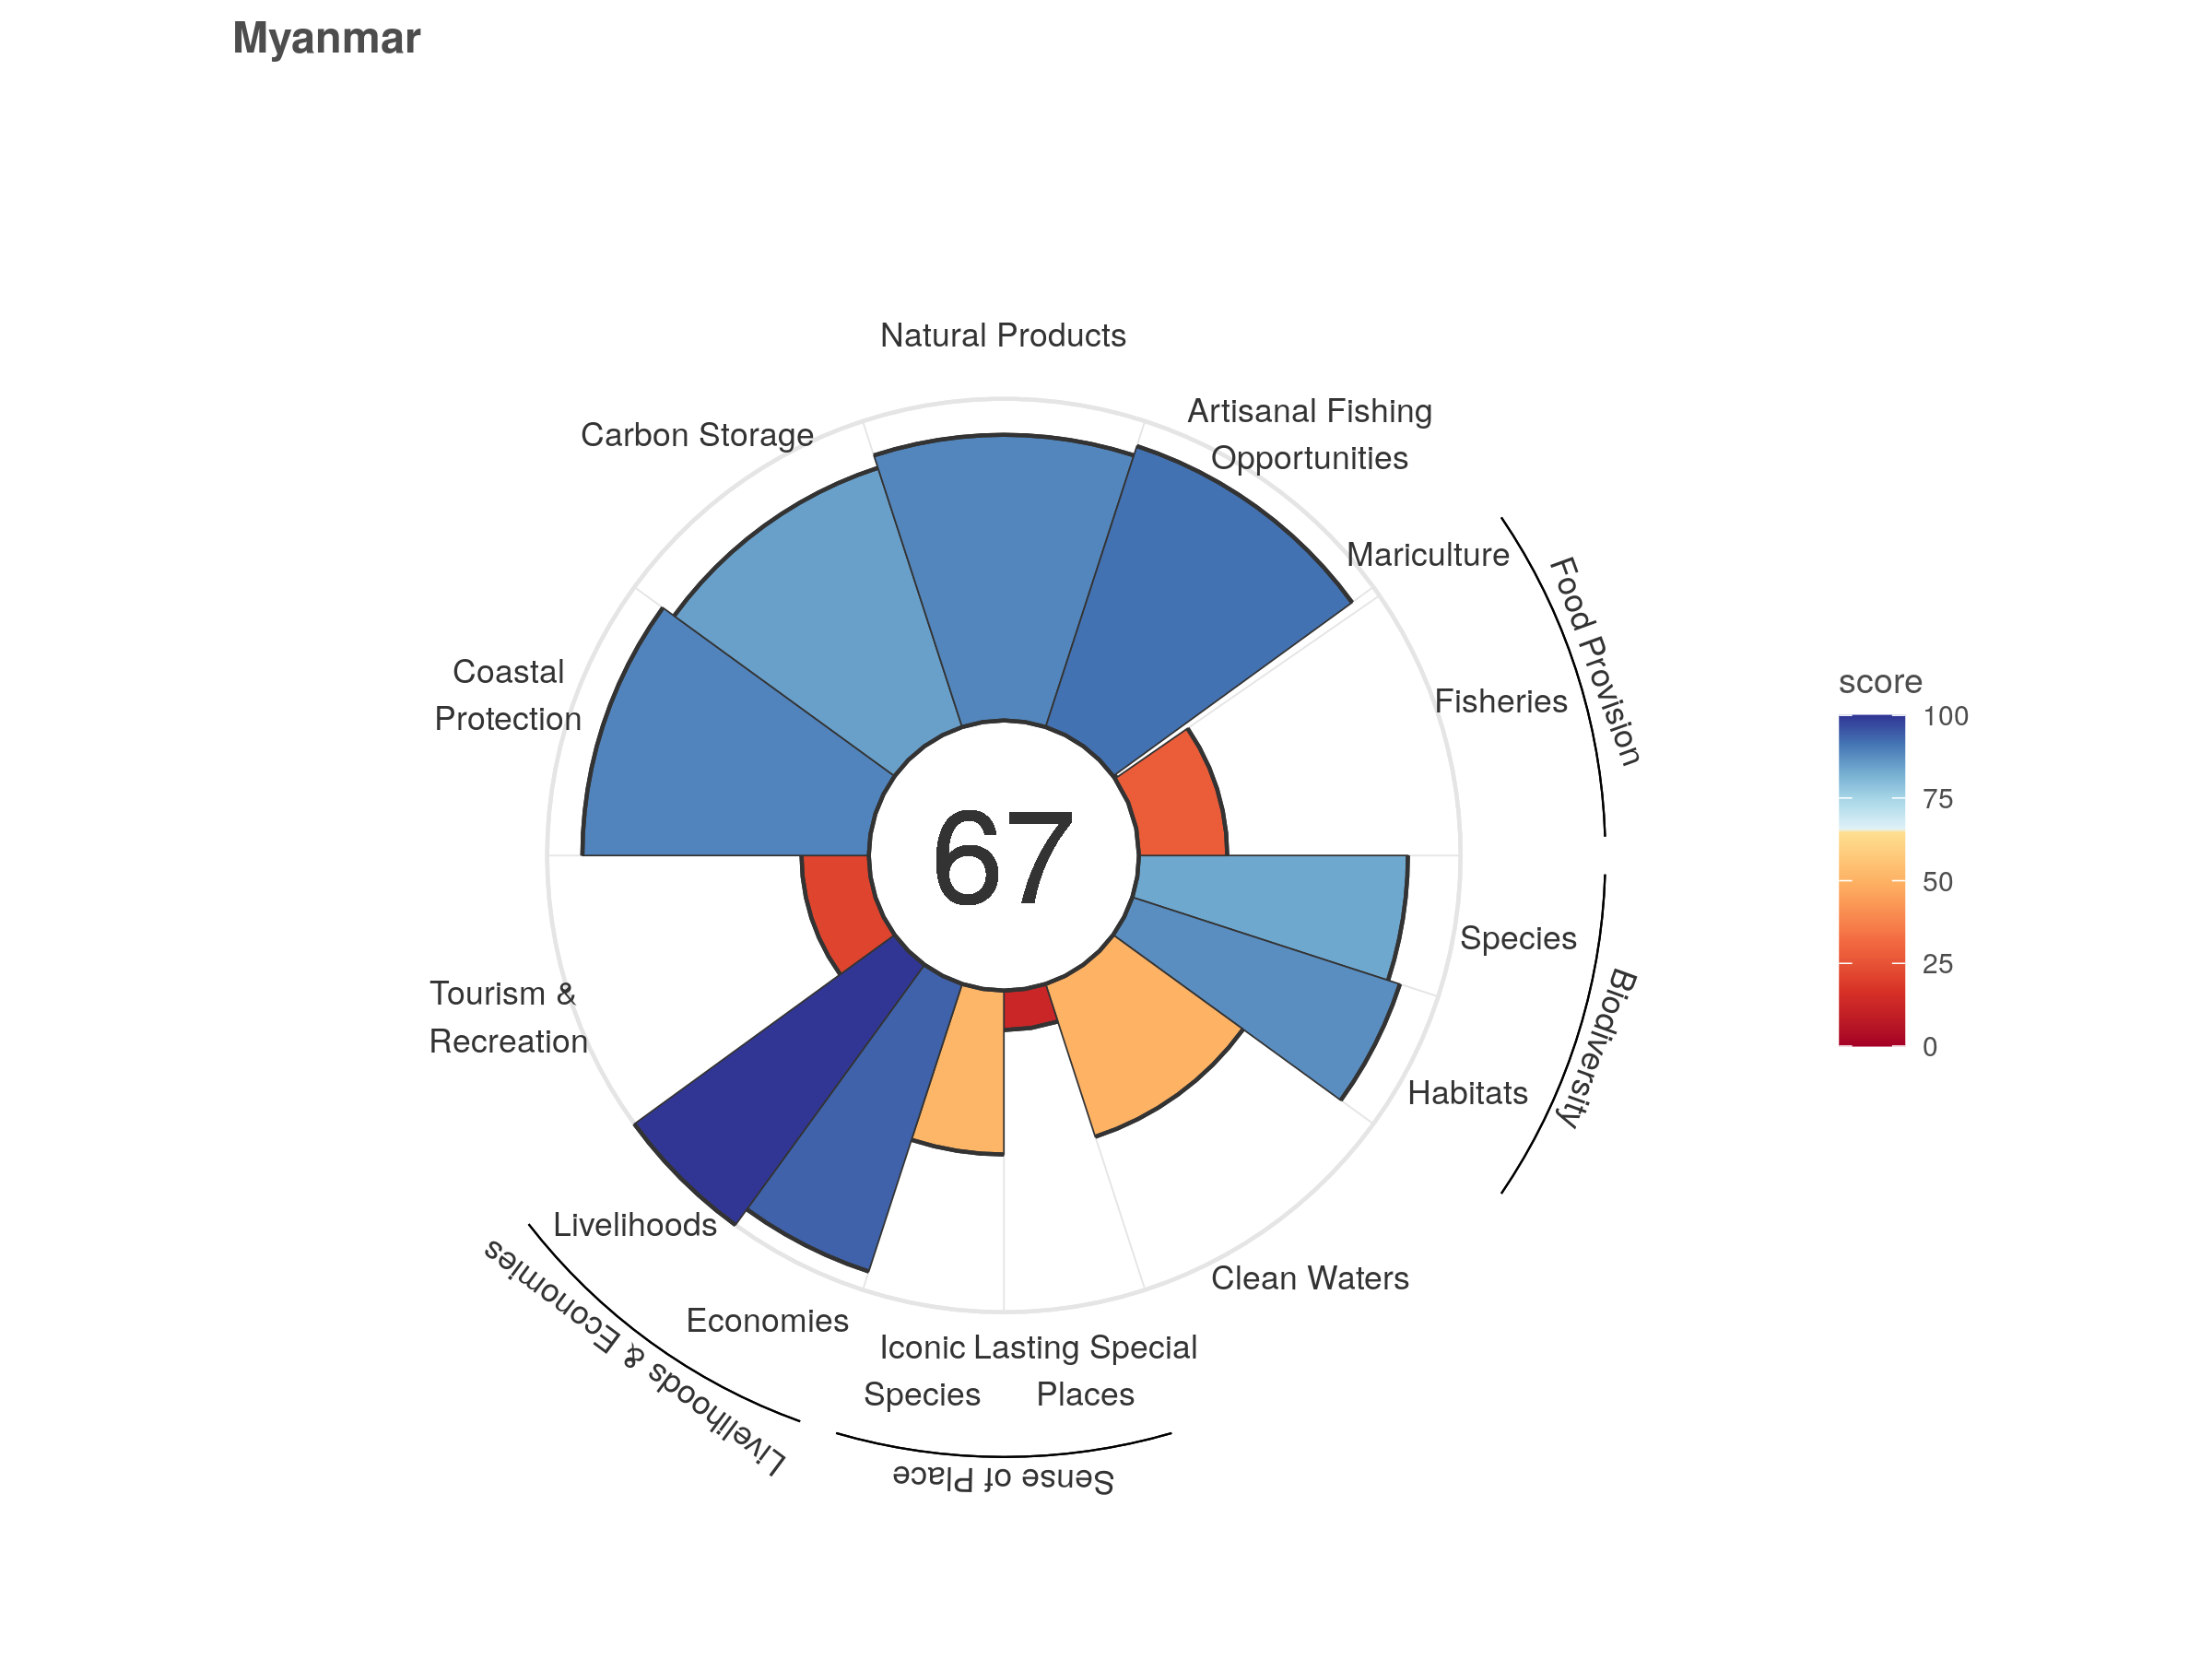 Myanmar
Natural Products
Artisanal Fishing
Opportunities
Carbon Storage
Mariculture
Food Provision
Coastal
Protection
Fisheries
score
100
75
50
25
0
67
Species
Biodiversity
Tourism &
Recreation
Habitats
Livelihoods
Clean Waters
Economies
Livelihoods & Economies
Iconic
Species
Lasting Special
Places
Sense of Place